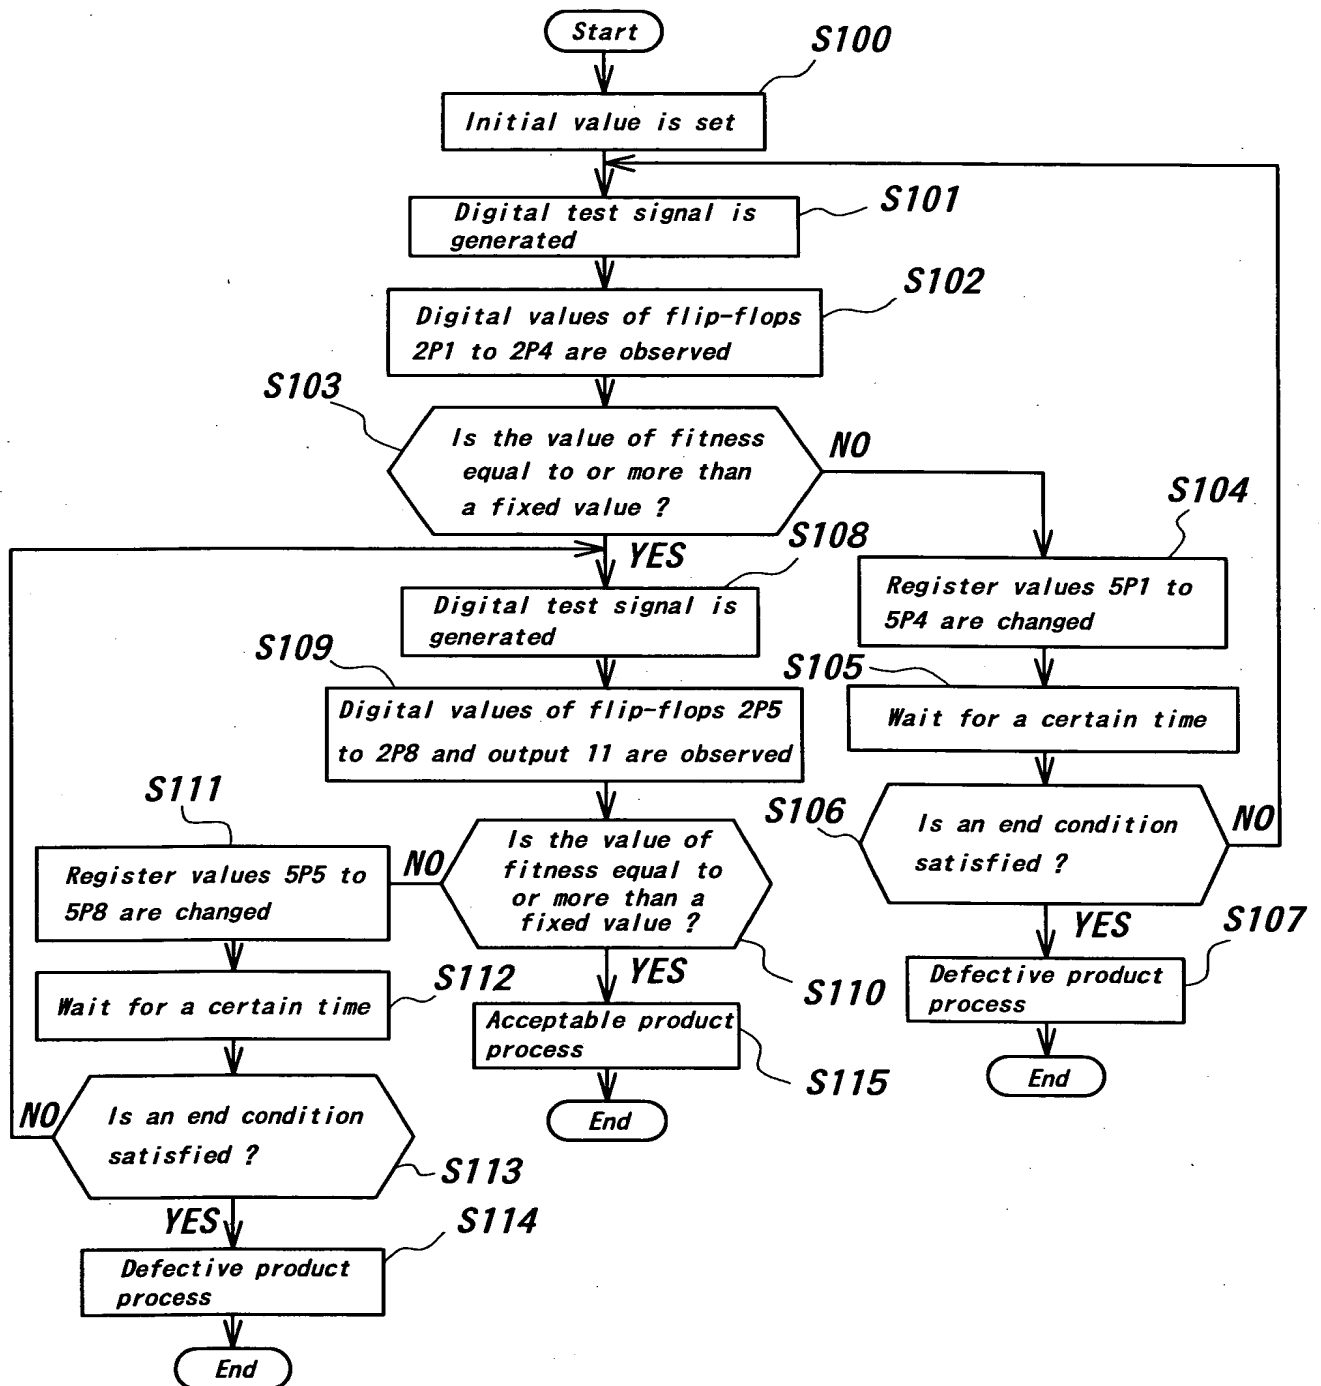 Start
S100
Initial value is set
S101
Digital test signal is
generated
S102
Digital values of flip-flops
2P1 to 2P4 are observed
S103
Is the value of fitness
equal to or more than
a fixed value ?
NO
YES
S104
Register values 5P1 to
5P4 are changed
S105
Wait for a certain time
S106
Is an end condition
satisfied ?
NO
YES
S107
Defective product
process
End
S108
Digital test signal is
generated
S109
Digital values of flip-flops 2P5
to 2P8 and output 11 are observed
S110
Is the value of
fitness equal to
or more than a
fixed value ?
NO
YES
S111
Register values 5P5 to
5P8 are changed
S112
Wait for a certain time
S113
Is an end condition
satisfied ?
NO
YES
S114
Defective product
process
End
S115
Acceptable product
process
End